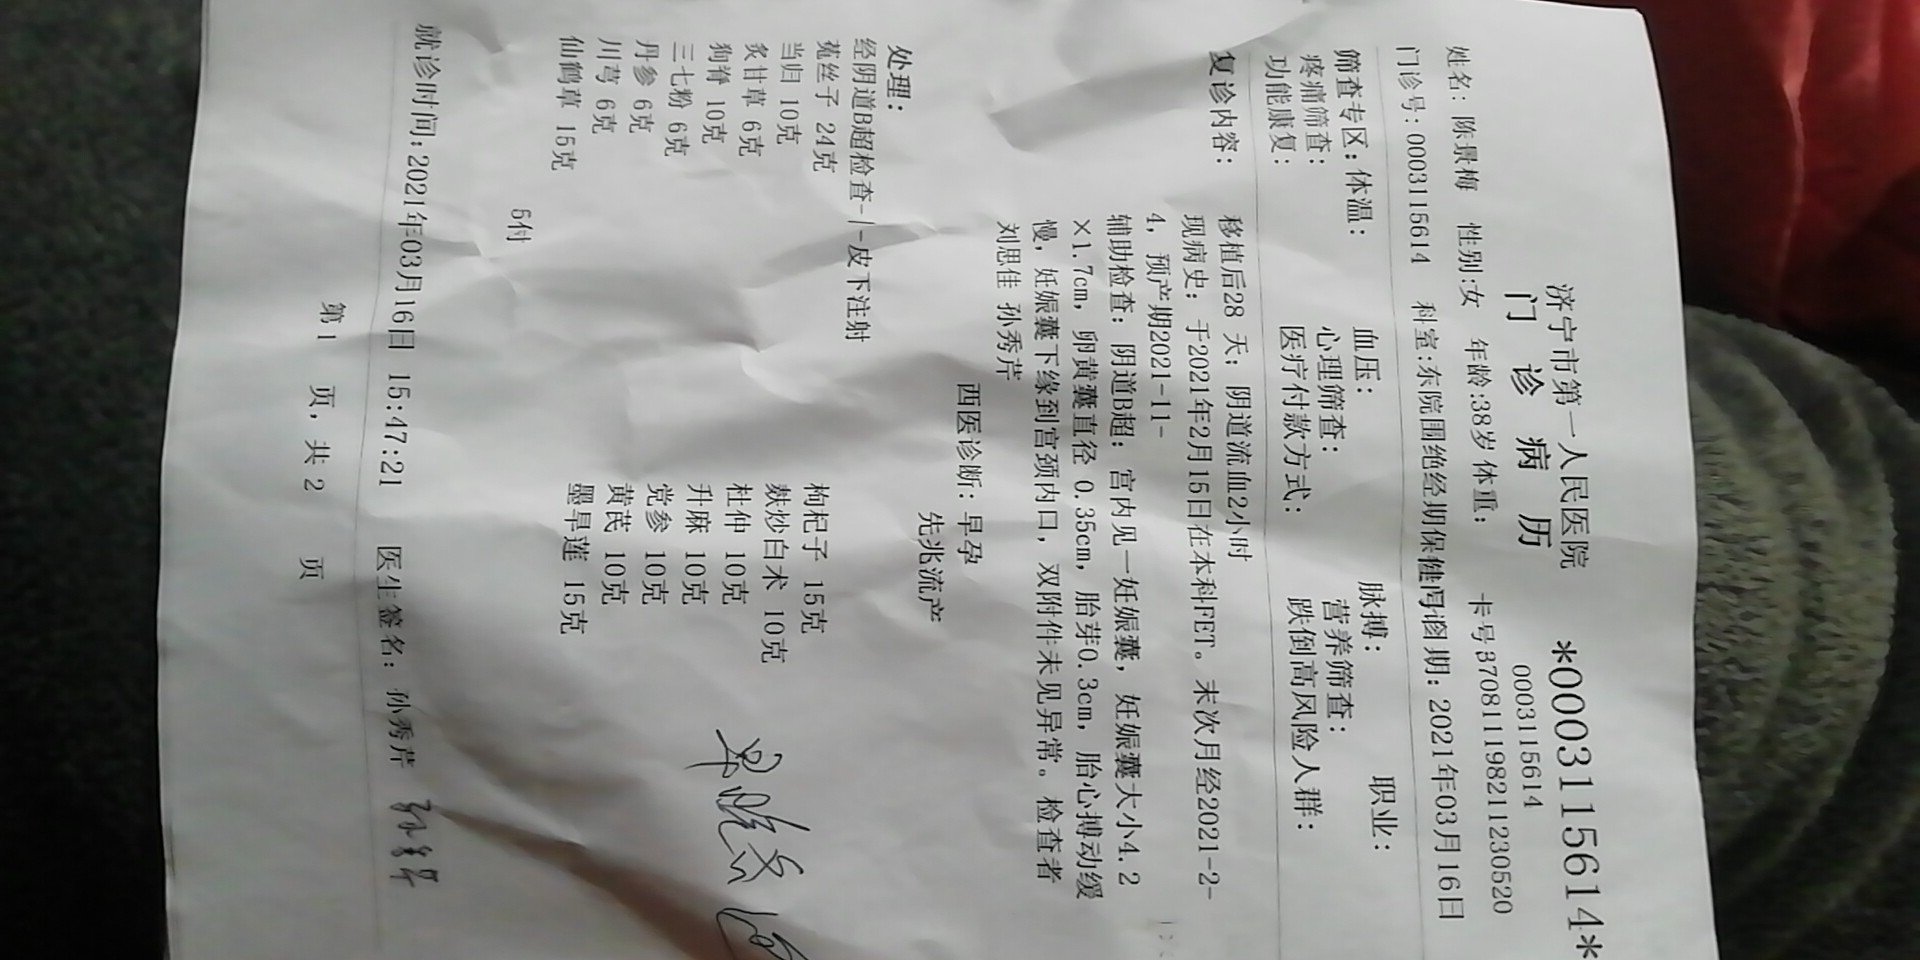 济宁市第一人民医院
*0003115614*
门 诊 病 历
0003115614
姓名: 陈景梅 性别:女 年龄:38岁 体重: 卡号370811198211230520
门诊号: 0003115614 科室:东院围绝经期保健门诊 日期: 2021年03月16日
筛查专区: 体温: 血压: 脉搏: 职业:
疼痛筛查: 心理筛查: 营养筛查:
功能康复: 医疗付款方式: 跌倒高风险人群:
复诊内容:
移植后28 天; 阴道流血2小时
现病史: 于2021年2月15日在本科FET。末次月经2021-2-
4, 预产期2021-11-
辅助检查: 阴道B超: 宫内见一妊娠囊, 妊娠囊大小4.2
×1.7cm, 卵黄囊直径 0.35cm, 胎芽0.3cm, 胎心搏动缓
慢, 妊娠囊下缘到宫颈内口, 双附件未见异常。检查者
刘思佳 孙秀芹
西医诊断: 早孕
先兆流产
处理:
经阴道B超检查-/-皮下注射
菟丝子 24克 枸杞子 15克
当归 10克 麸炒白术 10克
炙甘草 6克 杜仲 10克
狗脊 10克 升麻 10克
三七粉 6克 党参 10克
丹参 6克 黄芪 10克
川芎 6克 墨旱莲 15克
仙鹤草 15克
5付
就诊时间: 2021年03月16日 15:47:21 医生签名: 孙秀芹
第 1 页, 共 2 页